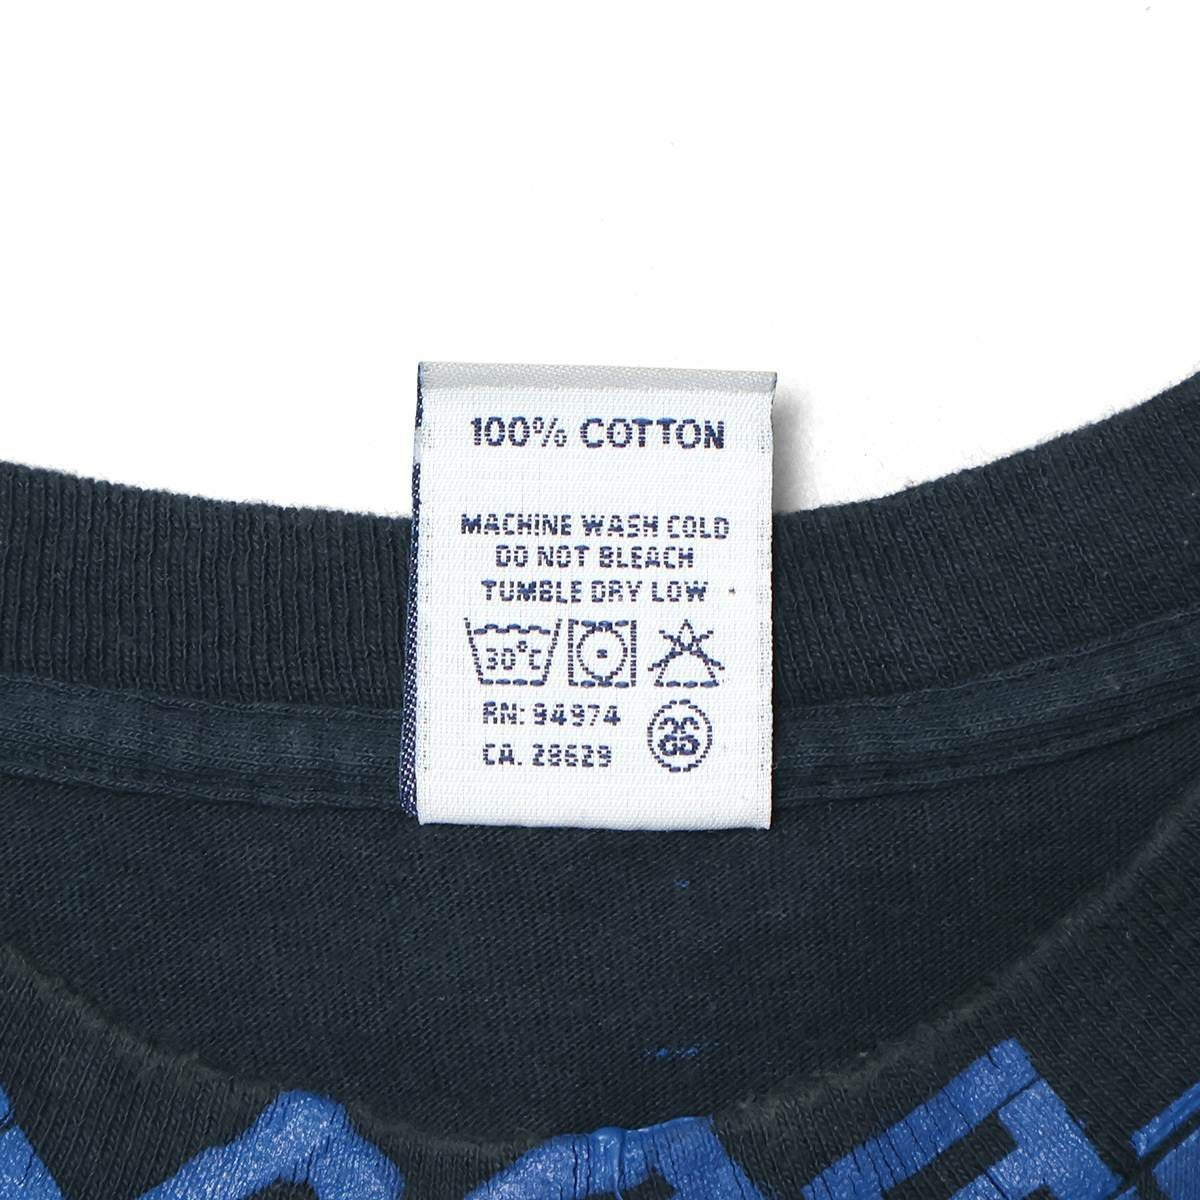 100% COTTON
MACHINE WASH COLD
DO NOT BLEACH
TUMBLE DRY LOW
30°C
RN: 94974
CA. 28629